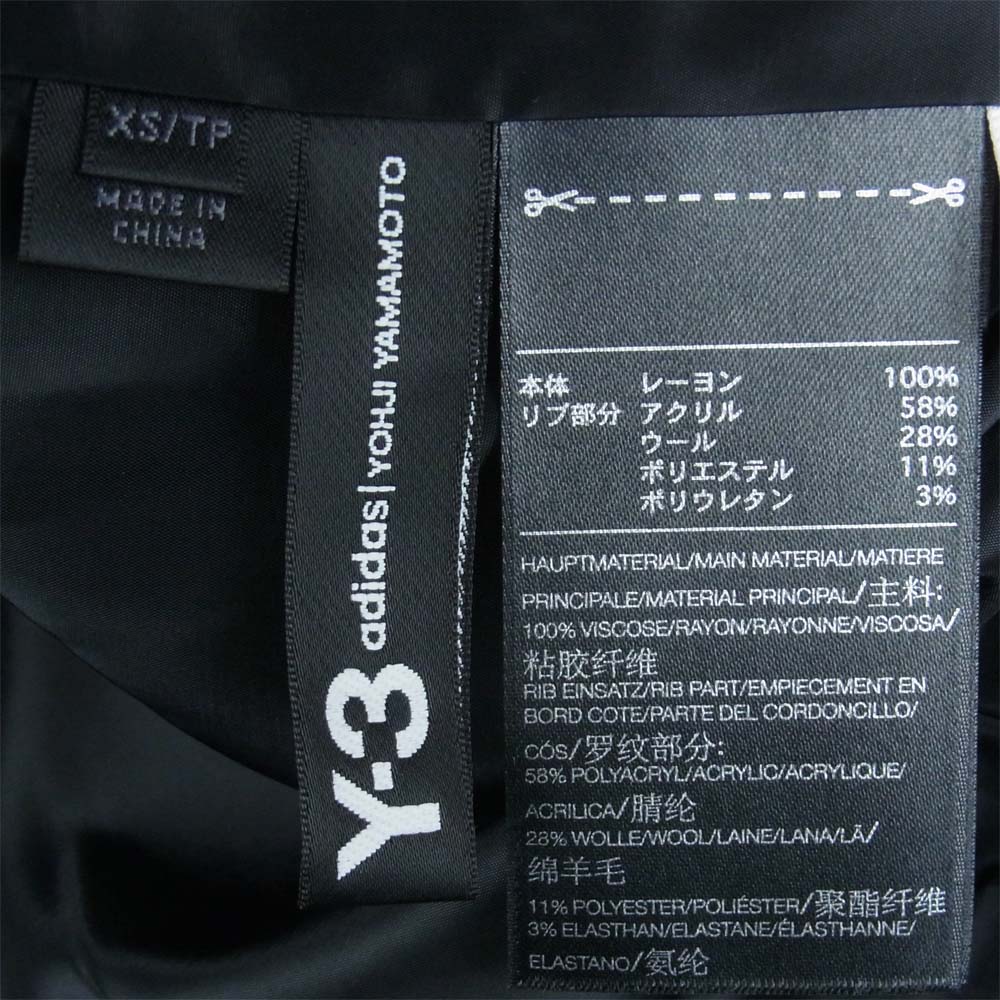 XS/TP
MADE IN
CHINA
Y-3 adidas | YOHJI YAMAMOTO
本体 レーヨン 100%
リブ部分 アクリル 58%
ウール 28%
ポリエステル 11%
ポリウレタン 3%
HAUPTMATERIAL/MAIN MATERIAL/MATIERE
PRINCIPALE/MATERIAL PRINCIPAL/主料:
100% VISCOSE/RAYON/RAYONNE/VISCOSA/
粘胶纤维
RIB EINSATZ/RIB PART/EMPIECEMENT EN
BORD COTE/PARTE DEL CORDONCILLO/
CÓS/罗纹部分:
58% POLYACRYL/ACRYLIC/ACRYLIQUE/
ACRILICA/腈纶
28% WOLLE/WOOL/LAINE/LANA/LÃ/
绵羊毛
11% POLYESTER/POLIÉSTER/聚酯纤维
3% ELASTHAN/ELASTANE/ÉLASTHANNE/
ELASTANO/氨纶